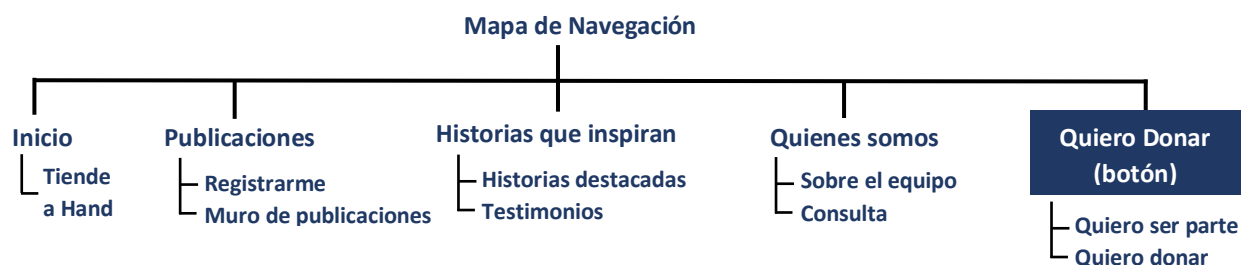 Mapa de Navegación
Inicio
Tiende
a Hand
Publicaciones
Registrarme
Muro de publicaciones
Historias que inspiran
Historias destacadas
Testimonios
Quienes somos
Sobre el equipo
Consulta
Quiero Donar
(botón)
Quiero ser parte
Quiero donar